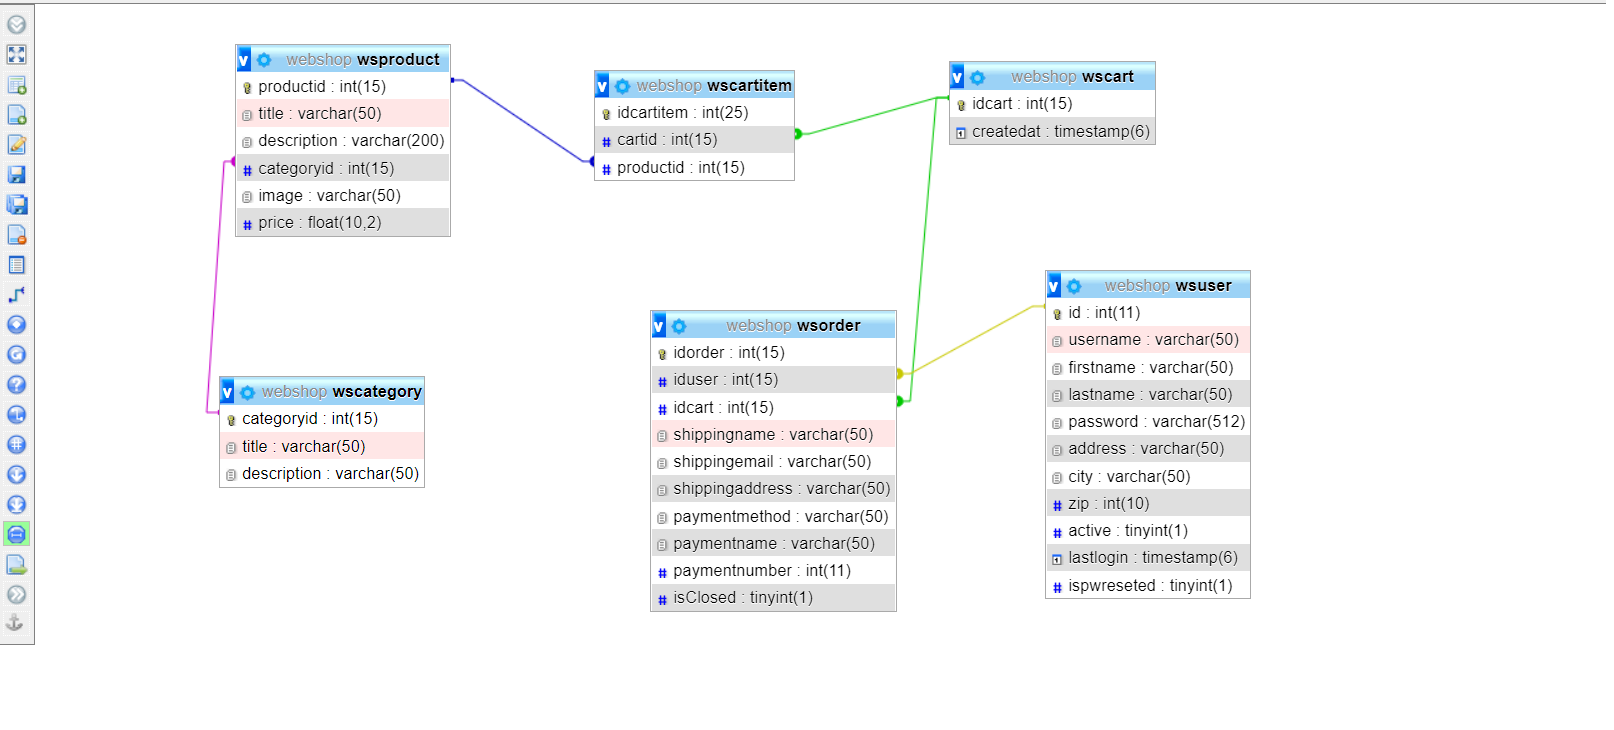 v webshop wsproduct
productid : int(15)
title : varchar(50)
description : varchar(200)
# categoryid : int(15)
image : varchar(50)
# price : float(10,2)
v webshop wscartitem
idcartitem : int(25)
# cartid : int(15)
# productid : int(15)
v webshop wscart
idcart : int(15)
createdat : timestamp(6)
v webshop wscategory
categoryid : int(15)
title : varchar(50)
description : varchar(50)
v webshop wsorder
idorder : int(15)
# iduser : int(15)
# idcart : int(15)
shippingname : varchar(50)
shippingemail : varchar(50)
shippingaddress : varchar(50)
paymentmethod : varchar(50)
paymentname : varchar(50)
# paymentnumber : int(11)
# isClosed : tinyint(1)
v webshop wsuser
id : int(11)
username : varchar(50)
firstname : varchar(50)
lastname : varchar(50)
password : varchar(512)
address : varchar(50)
city : varchar(50)
# zip : int(10)
# active : tinyint(1)
lastlogin : timestamp(6)
# ispwreseted : tinyint(1)